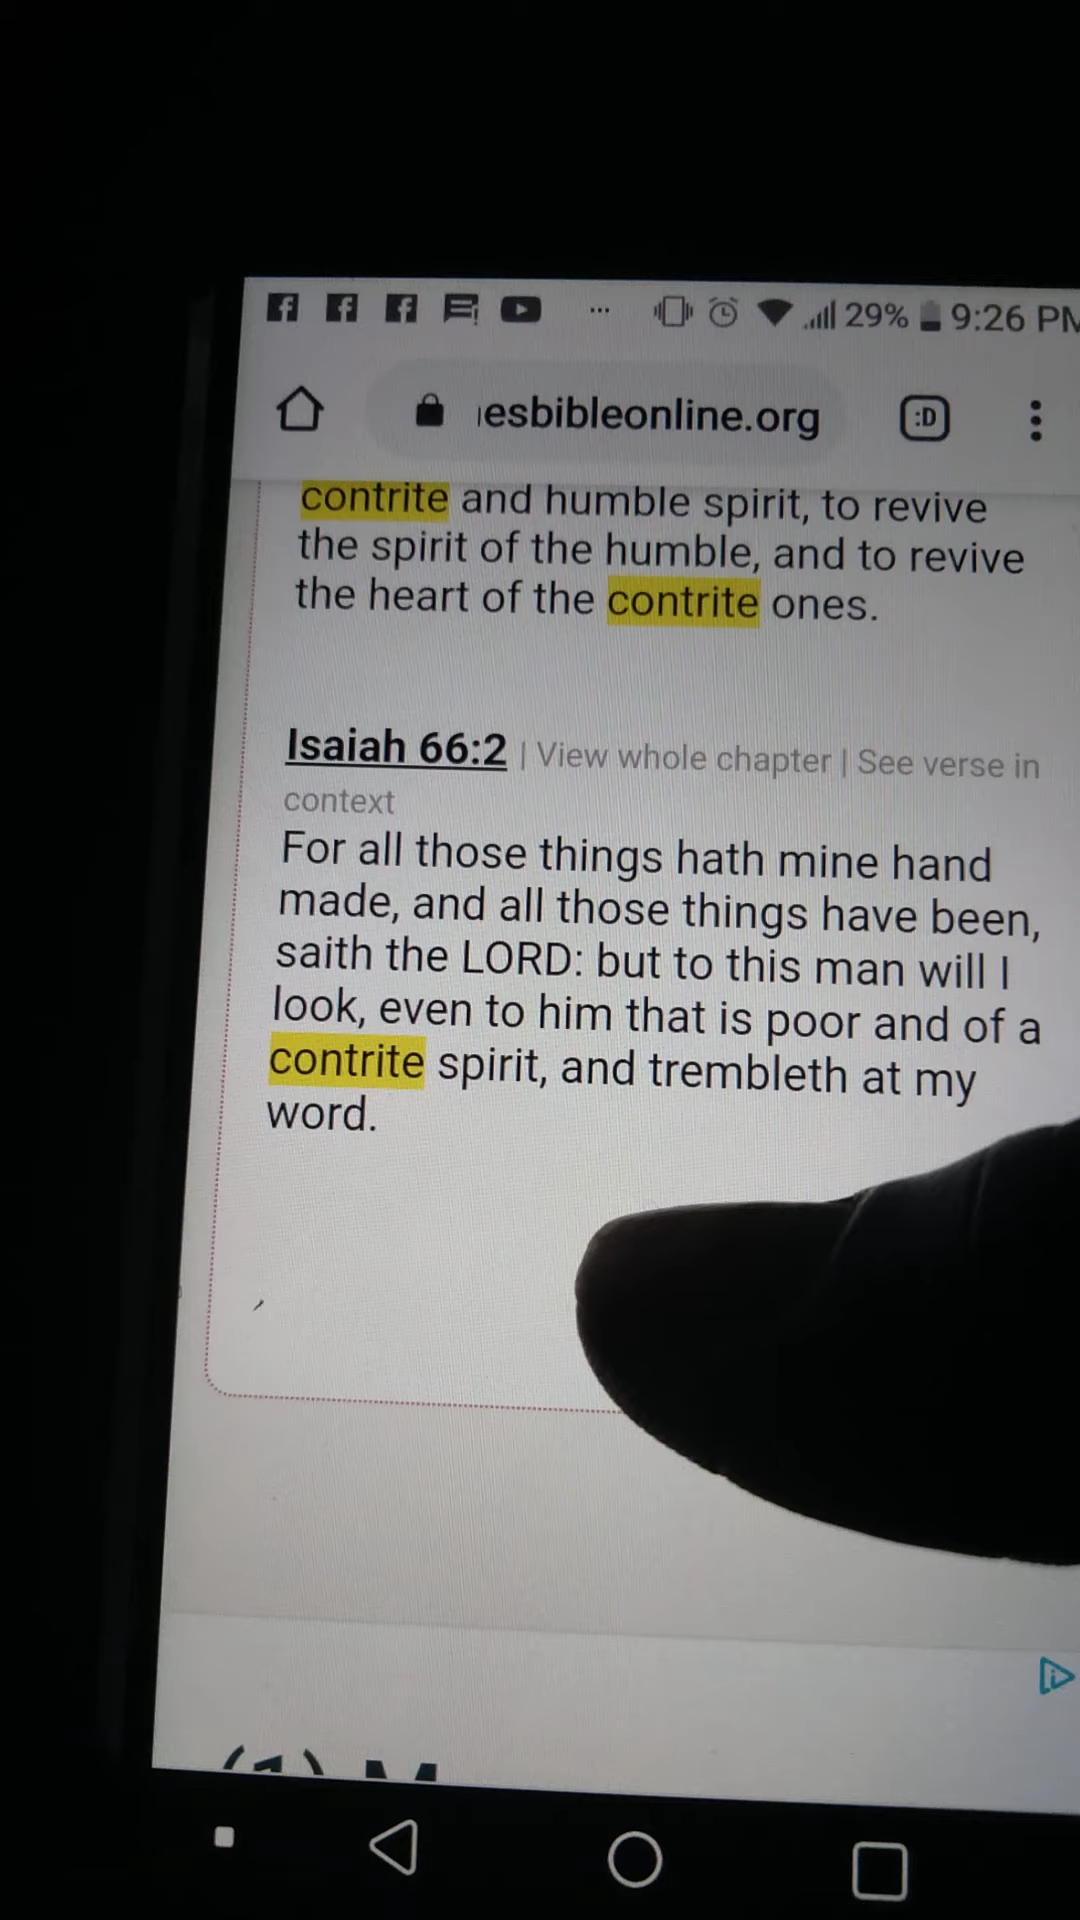 29% 9:26 PM
esbibleonline.org :D
contrite and humble spirit, to revive
the spirit of the humble, and to revive
the heart of the contrite ones.
Isaiah 66:2 | View whole chapter | See verse in
context
For all those things hath mine hand
made, and all those things have been,
saith the LORD: but to this man will I
look, even to him that is poor and of a
contrite spirit, and trembleth at my
word.